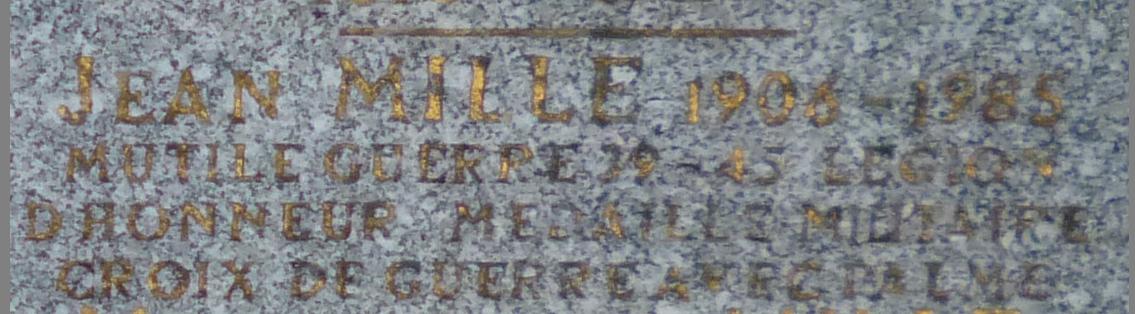 JEAN MILLE 1906-1985
MUTILE GUERRE 39-45 LEGION
D HONNEUR MEDAILLE MILITAIRE
CROIX DE GUERRE AVEC PALME